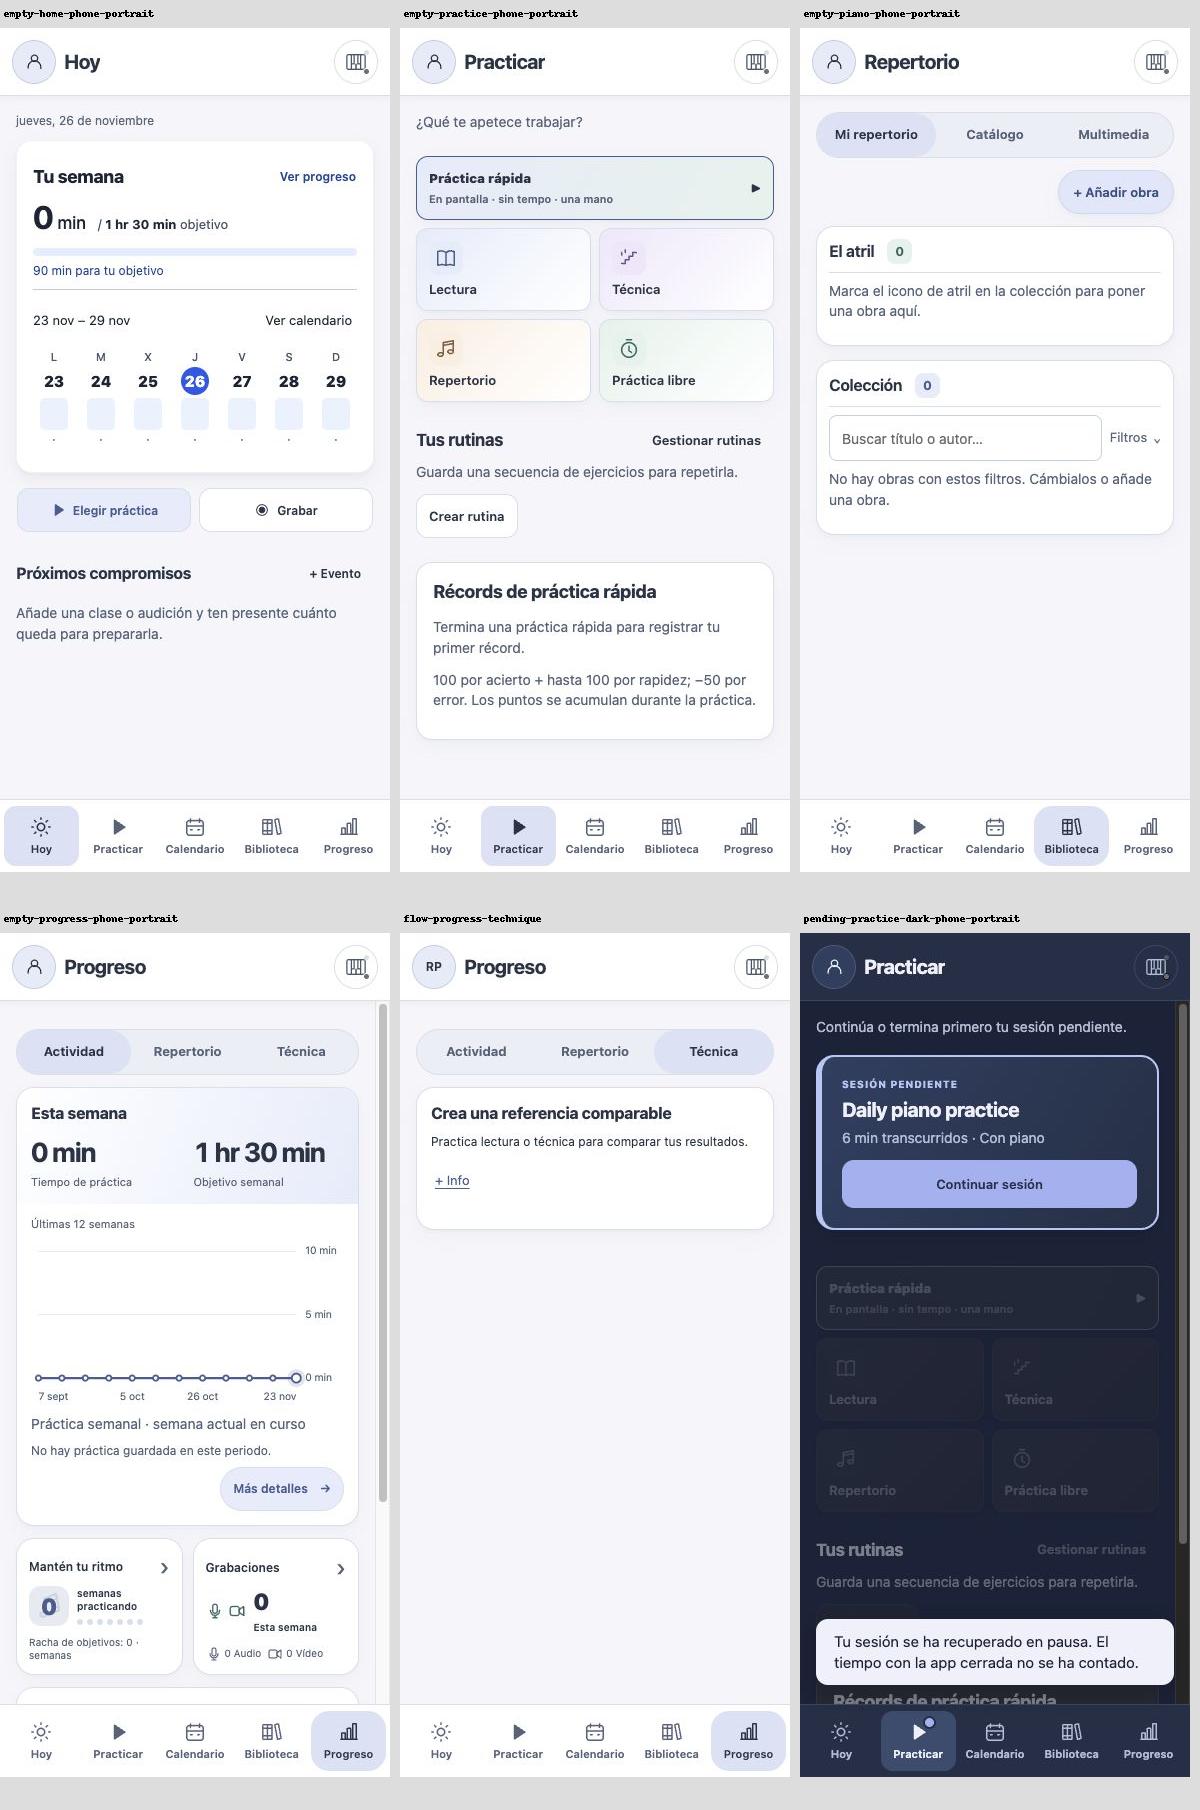 empty-home-phone-portrait
Hoy
jueves, 26 de noviembre
Tu semana
Ver progreso
0 min / 1 hr 30 min objetivo
90 min para tu objetivo
23 nov – 29 nov
Ver calendario
L M X J V S D
23 24 25 26 27 28 29
Elegir práctica
Grabar
Próximos compromisos
+ Evento
Añade una clase o audición y ten presente cuánto
queda para prepararla.
Hoy Practicar Calendario Biblioteca Progreso
empty-practice-phone-portrait
Practicar
¿Qué te apetece trabajar?
Práctica rápida
En pantalla · sin tempo · una mano
Lectura
Técnica
Repertorio
Práctica libre
Tus rutinas
Gestionar rutinas
Guarda una secuencia de ejercicios para repetirla.
Crear rutina
Récords de práctica rápida
Termina una práctica rápida para registrar tu
primer récord.
100 por acierto + hasta 100 por rapidez; −50 por
error. Los puntos se acumulan durante la práctica.
Hoy Practicar Calendario Biblioteca Progreso
empty-piano-phone-portrait
Repertorio
Mi repertorio Catálogo Multimedia
+ Añadir obra
El atril 0
Marca el icono de atril en la colección para poner
una obra aquí.
Colección 0
Buscar título o autor...
Filtros
No hay obras con estos filtros. Cámbialos o añade
una obra.
Hoy Practicar Calendario Biblioteca Progreso
empty-progress-phone-portrait
Progreso
Actividad Repertorio Técnica
Esta semana
0 min 1 hr 30 min
Tiempo de práctica Objetivo semanal
Últimas 12 semanas
10 min
5 min
0 min
7 sept 5 oct 26 oct 23 nov
Práctica semanal · semana actual en curso
No hay práctica guardada en este periodo.
Más detalles →
Mantén tu ritmo
0
semanas
practicando
Racha de objetivos: 0 ·
semanas
Grabaciones
0
Esta semana
0 Audio 0 Vídeo
Hoy Practicar Calendario Biblioteca Progreso
flow-progress-technique
RP
Progreso
Actividad Repertorio Técnica
Crea una referencia comparable
Practica lectura o técnica para comparar tus resultados.
+ Info
Hoy Practicar Calendario Biblioteca Progreso
pending-practice-dark-phone-portrait
Practicar
Continúa o termina primero tu sesión pendiente.
SESIÓN PENDIENTE
Daily piano practice
6 min transcurridos · Con piano
Continuar sesión
Práctica rápida
En pantalla · sin tempo · una mano
Lectura
Técnica
Repertorio
Práctica libre
Tus rutinas
Gestionar rutinas
Guarda una secuencia de ejercicios para repetirla.
Tu sesión se ha recuperado en pausa. El
tiempo con la app cerrada no se ha contado.
Récords de práctica rápida
Hoy Practicar Calendario Biblioteca Progreso